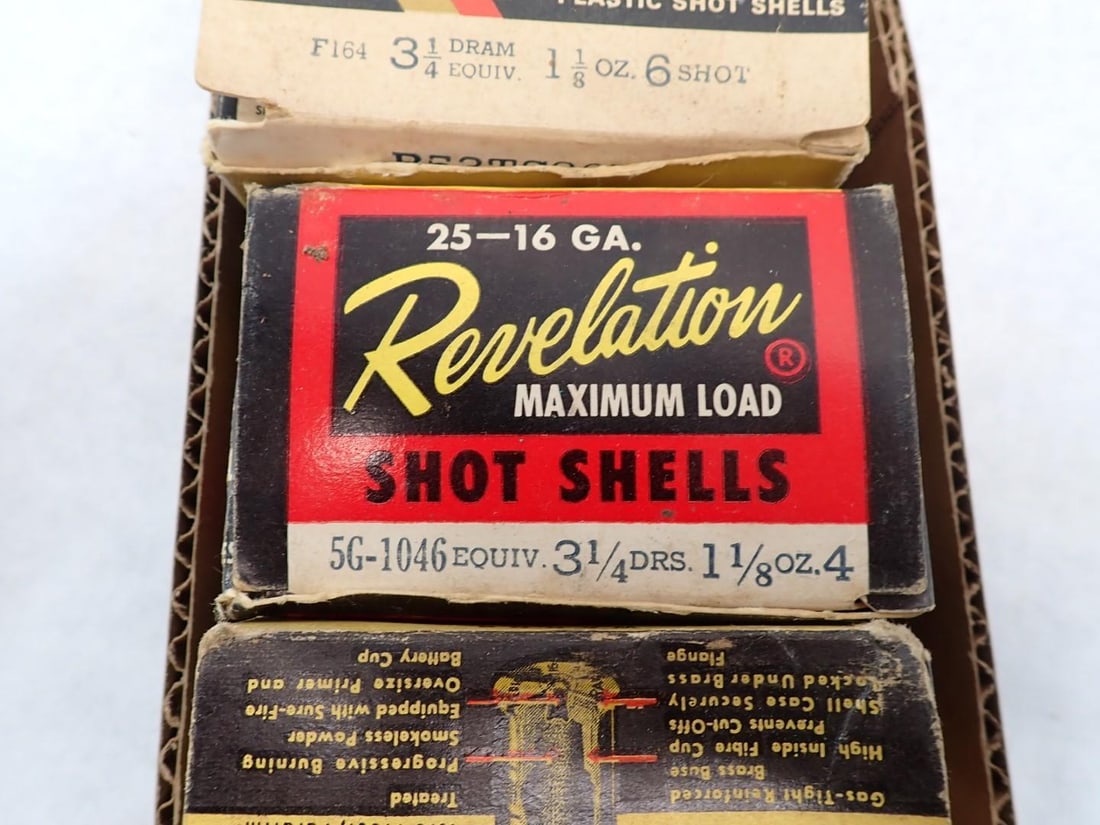 PLASTIC SHOT SHELLS
F164 3 1/4 DRAM EQUIV. 1 1/8 OZ. 6 SHOT
25—16 GA.
Revelation ®
MAXIMUM LOAD
SHOT SHELLS
5G-1046 EQUIV. 3 1/4 DRS. 1 1/8 OZ. 4
Gas-Tight Reinforced
Brass Base
High Inside Fibre Cup
Prevents Cut-Offs
Shell Case Securely
Locked Under Brass
Flange
Treated
Progressive Burning
Smokeless Powder
Equipped with Sure-Fire
Oversize Primer and
Battery Cup